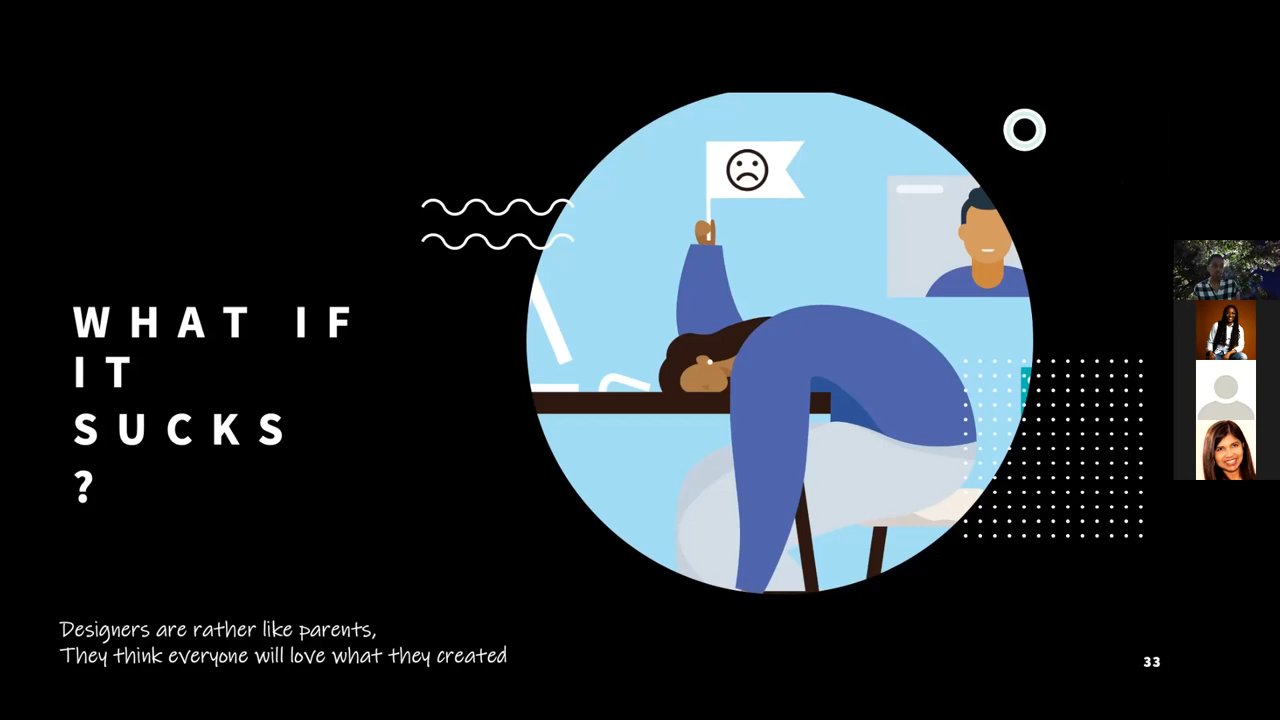 WHAT IF
IT
SUCKS
?
Designers are rather like parents,
They think everyone will love what they created
33